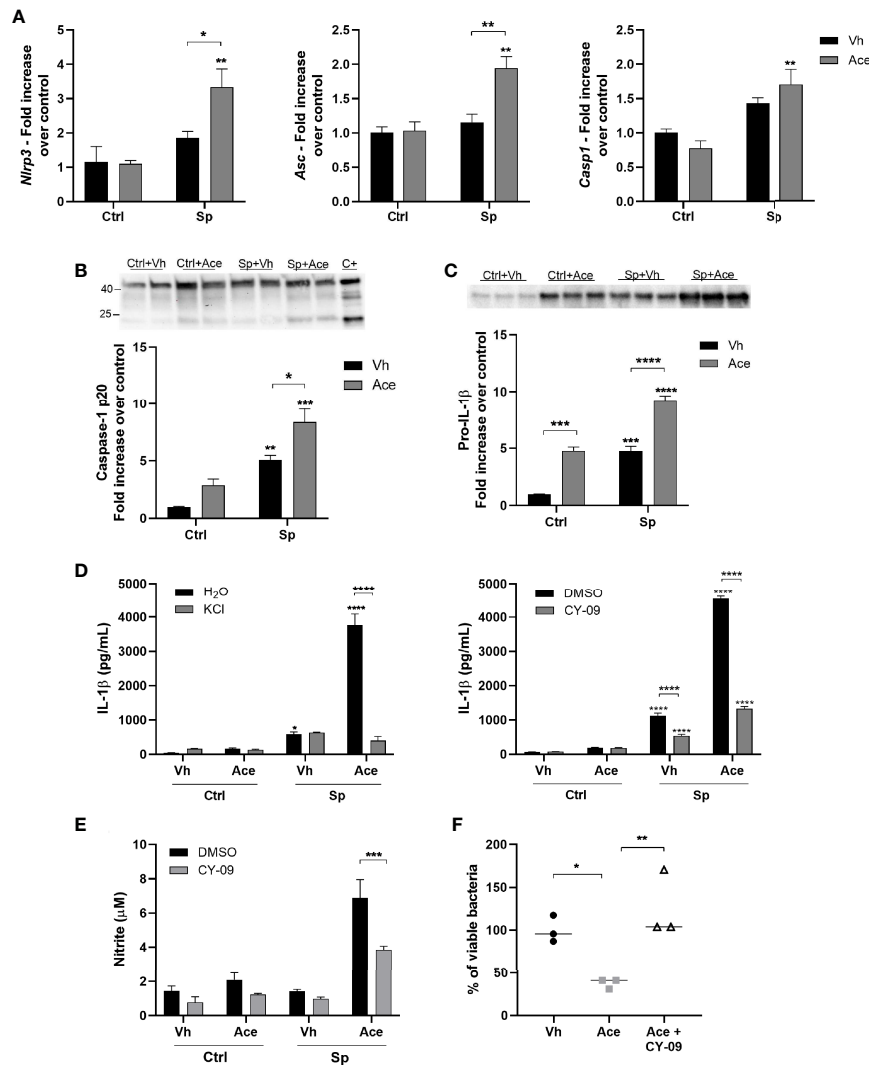 A
Nlrp3 - Fold increase
over control
5
4
3
2
1
0
*
**
Ctrl
Sp
Asc - Fold increase
over control
2.5
2.0
1.5
1.0
0.5
0.0
**
**
Ctrl
Sp
Casp1 - Fold increase
over control
2.5
2.0
1.5
1.0
0.5
0.0
**
Ctrl
Sp
Vh
Ace
B
Ctrl+Vh Ctrl+Ace Sp+Vh Sp+Ace C+
40
25
Caspase-1 p20
Fold increase over control
15
10
5
0
*
**
***
Ctrl
Sp
Vh
Ace
C
Ctrl+Vh Ctrl+Ace Sp+Vh Sp+Ace
Pro-IL-1β
Fold increase over control
15
10
5
0
***
***
****
****
Ctrl
Sp
Vh
Ace
D
IL-1β (pg/mL)
5000
4000
3000
2000
1000
0
H₂O
KCl
*
****
****
Vh Ace Vh Ace
Ctrl Sp
IL-1β (pg/mL)
5000
4000
3000
2000
1000
0
DMSO
CY-09
****
****
****
****
****
****
Vh Ace Vh Ace
Ctrl Sp
E
Nitrite (μM)
10
8
6
4
2
0
DMSO
CY-09
***
Vh Ace Vh Ace
Ctrl Sp
F
% of viable bacteria
200
150
100
50
0
*
**
Vh Ace Ace +
CY-09